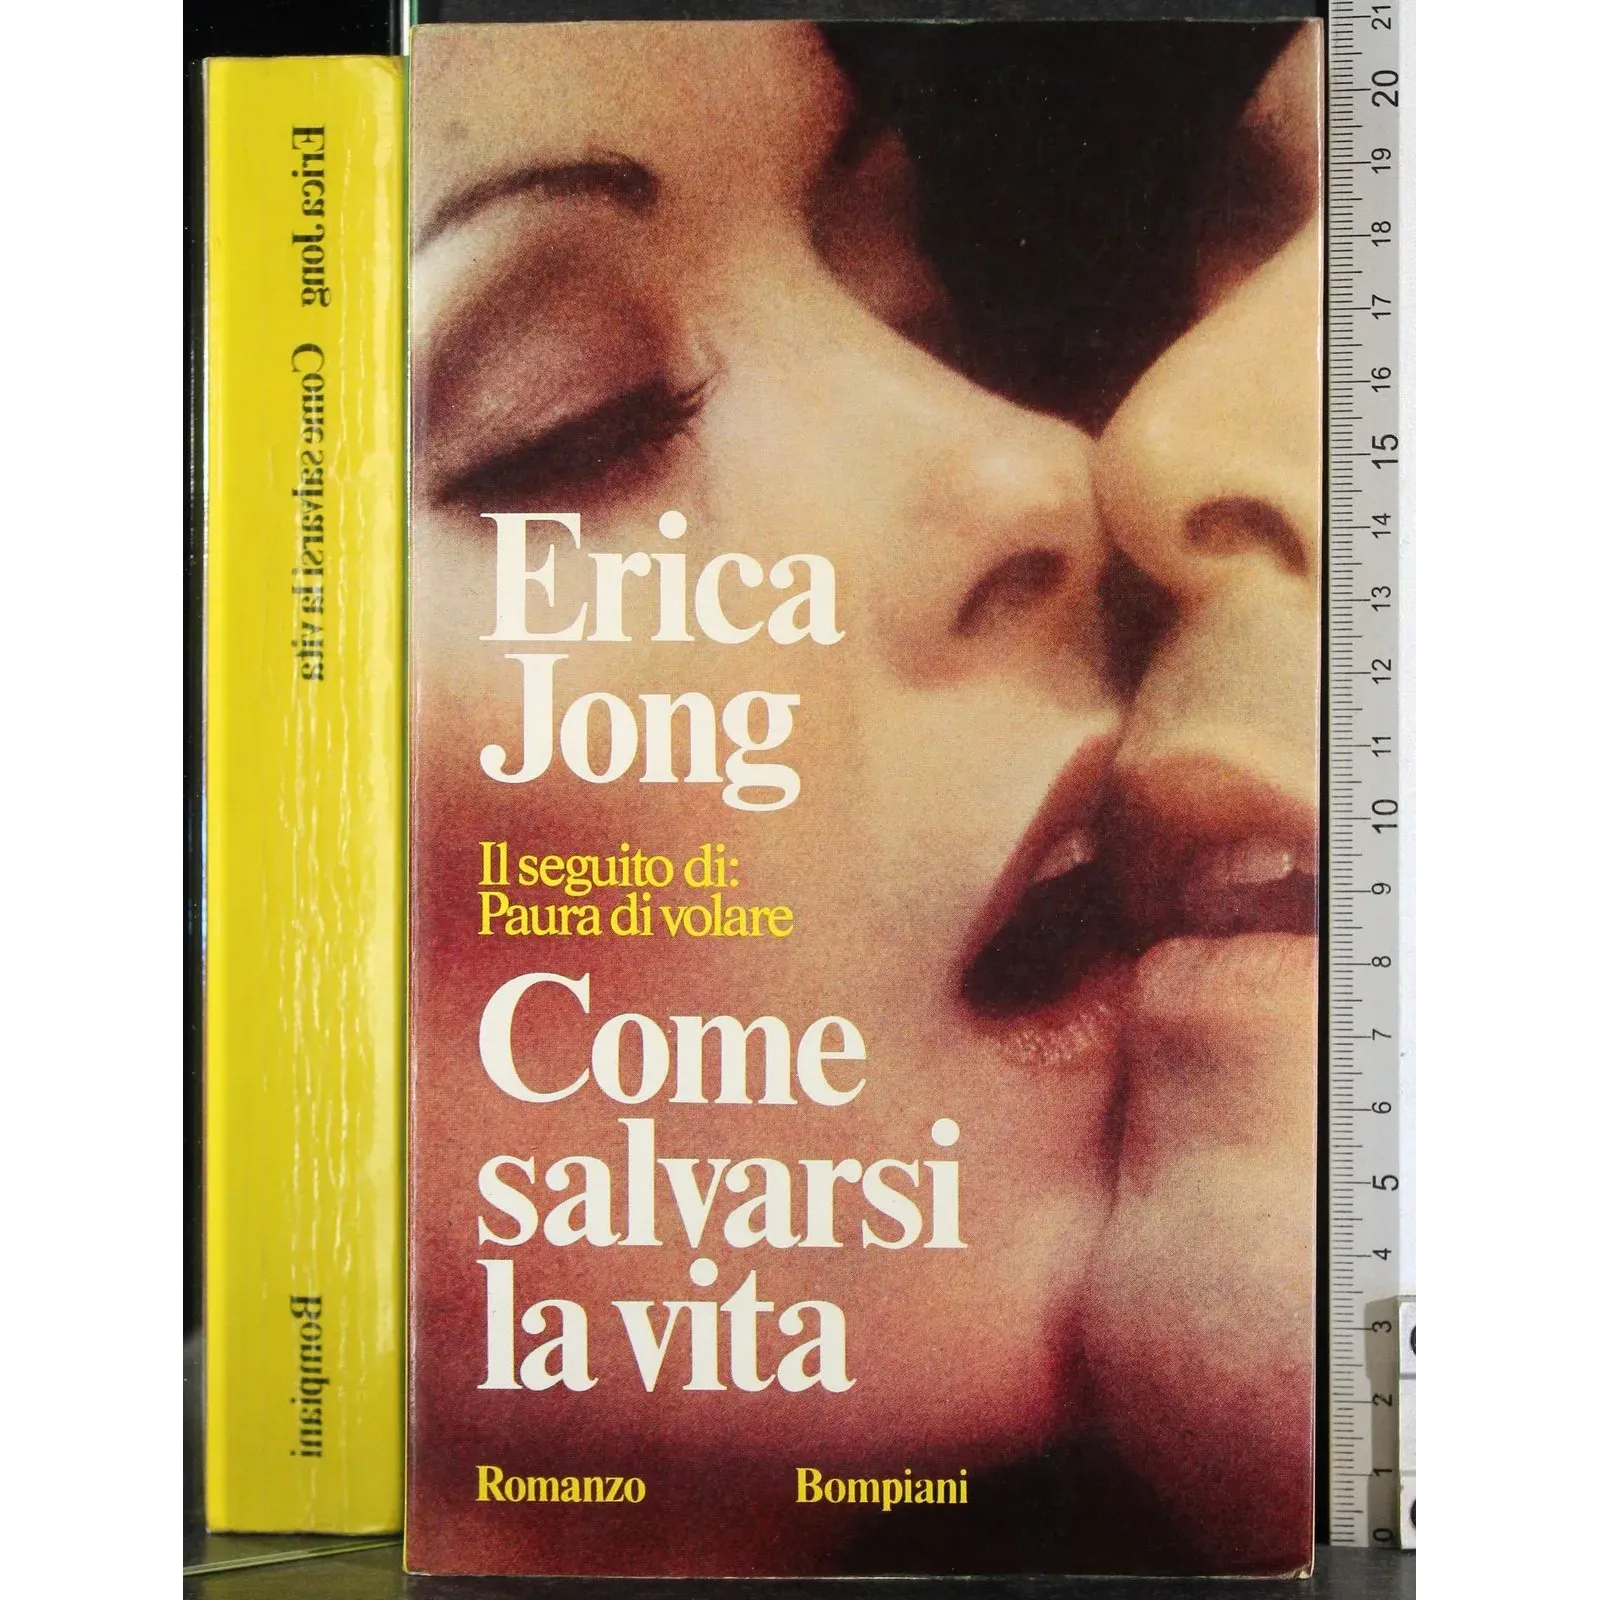 Erica Jong Come salvarsi la vita Bompiani
Erica
Jong
Il seguito di:
Paura di volare
Come
salvarsi
la vita
Romanzo Bompiani
21
20
19
18
17
16
15
14
13
12
11
10
9
8
7
6
5
4
3
2
1
0